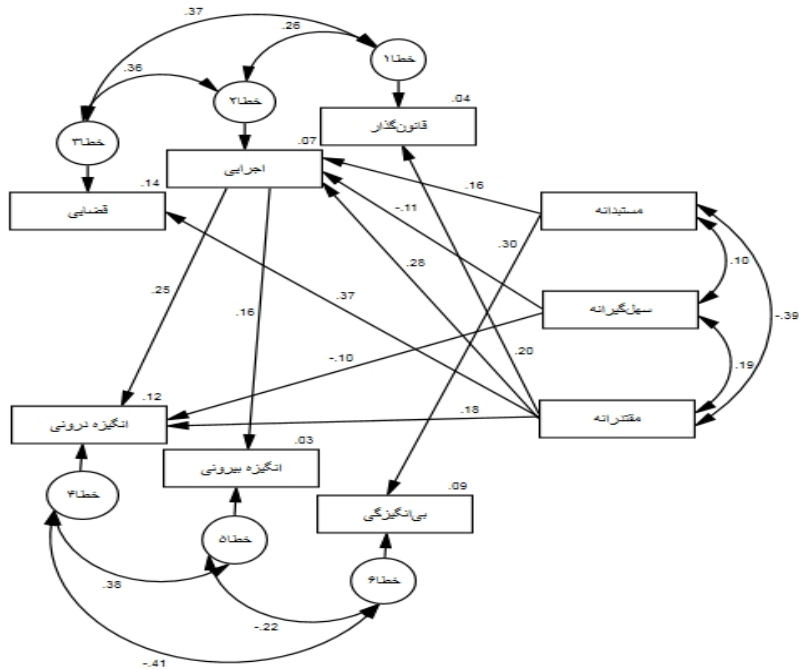 .37
.26
خطا۱
.36
خطا۲
.04
قانون‌گذار
خطا۳
.07
اجرایی
.14
قضایی
.16
مستبدانه
-.11
.30
.10
.28
.25
.37
سهل‌گیرانه
-.39
.16
.20
-.10
.19
.12
.18
مقتدرانه
انگیزه درونی
.03
انگیزه بیرونی
.09
خطا۴
بی‌انگیزگی
خطا۵
.38
خطا۶
-.22
-.41